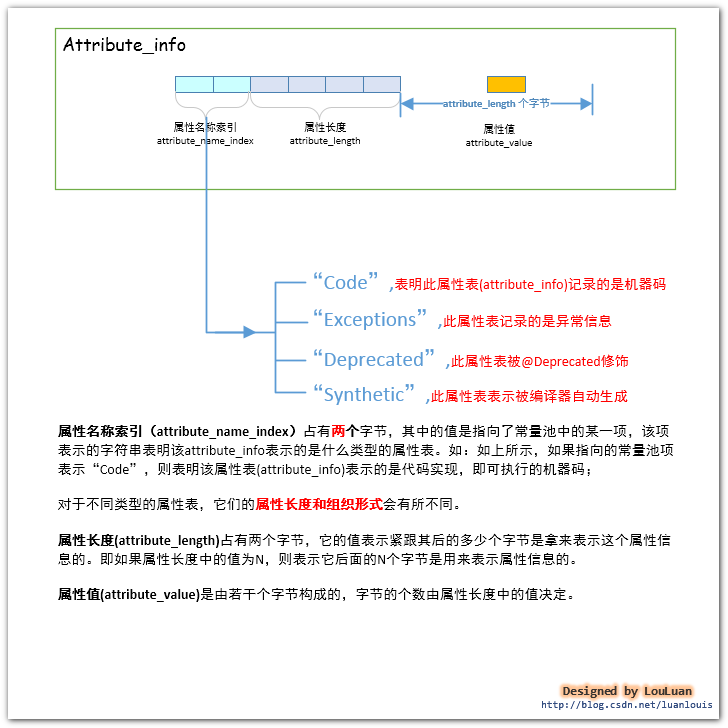 Attribute_info
attribute_length 个字节
属性名称索引
attribute_name_index
属性长度
attribute_length
属性值
attribute_value
“Code”,表明此属性表(attribute_info)记录的是机器码
“Exceptions”,此属性表记录的是异常信息
“Deprecated”,此属性表被@Deprecated修饰
“Synthetic”,此属性表表示被编译器自动生成
属性名称索引（attribute_name_index）占有两个字节，其中的值是指向了常量池中的某一项，该项
表示的字符串表明该attribute_info表示的是什么类型的属性表。如：如上所示，如果指向的常量池项
表示“Code”，则表明该属性表(attribute_info)表示的是代码实现，即可执行的机器码；
对于不同类型的属性表，它们的属性长度和组织形式会有所不同。
属性长度(attribute_length)占有两个字节，它的值表示紧跟其后的多少个字节是拿来表示这个属性信
息的。即如果属性长度中的值为N，则表示它后面的N个字节是用来表示属性信息的。
属性值(attribute_value)是由若干个字节构成的，字节的个数由属性长度中的值决定。
Designed by LouLuan
http://blog.csdn.net/luanlouis